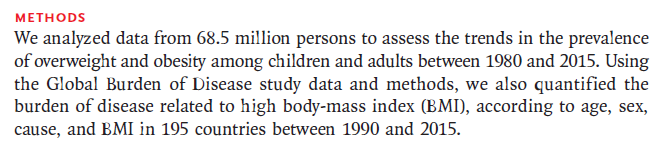 METHODS
We analyzed data from 68.5 million persons to assess the trends in the prevalence
of overweight and obesity among children and adults between 1980 and 2015. Using
the Global Burden of Disease study data and methods, we also quantified the
burden of disease related to high body-mass index (BMI), according to age, sex,
cause, and BMI in 195 countries between 1990 and 2015.